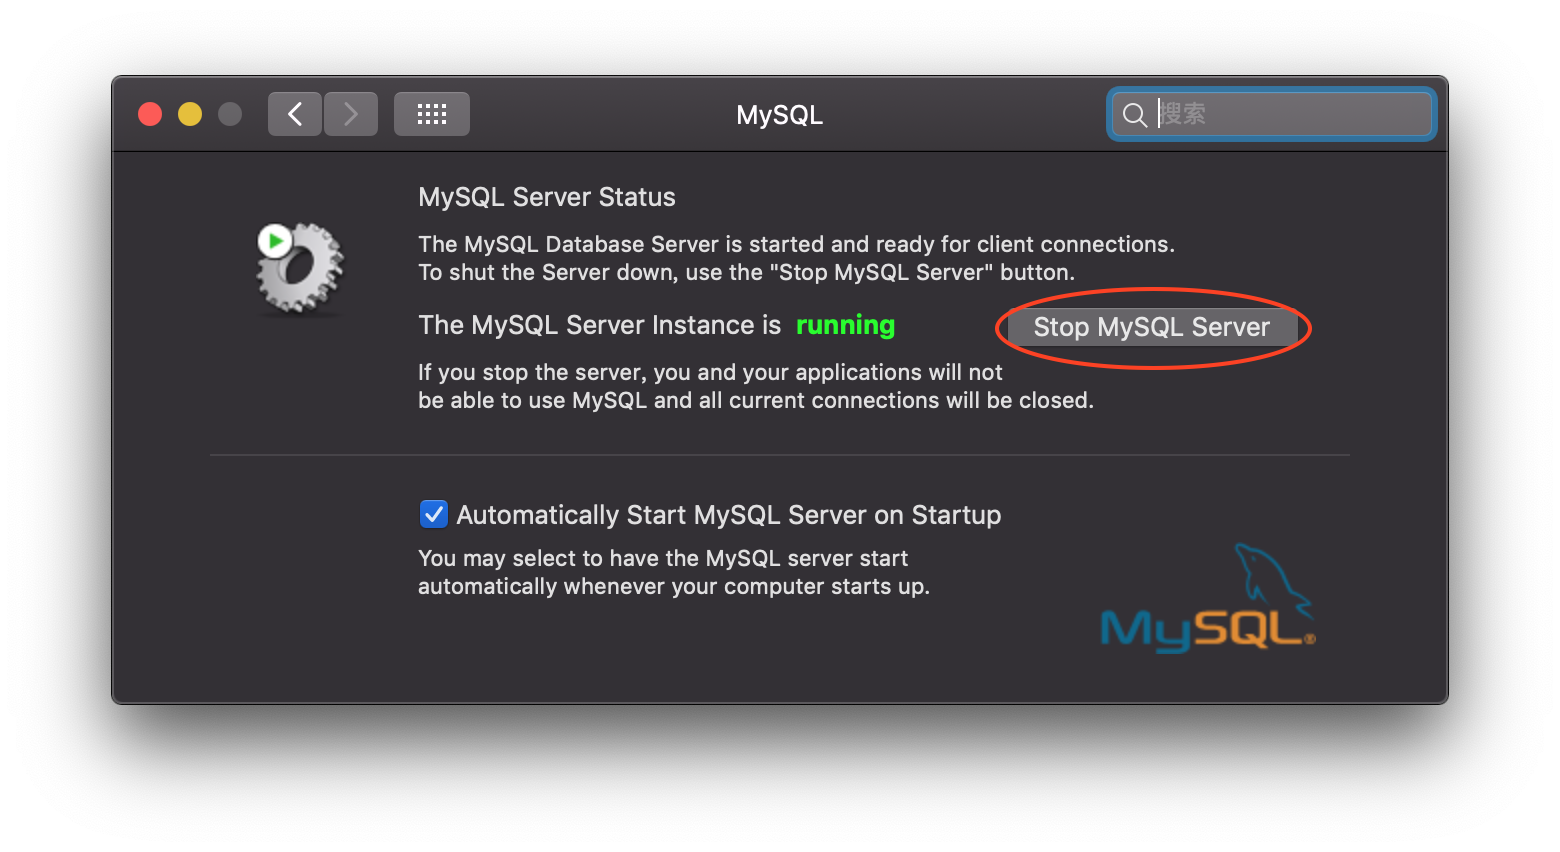 MySQL
搜索
MySQL Server Status
The MySQL Database Server is started and ready for client connections.
To shut the Server down, use the "Stop MySQL Server" button.
The MySQL Server Instance is running
Stop MySQL Server
If you stop the server, you and your applications will not
be able to use MySQL and all current connections will be closed.
Automatically Start MySQL Server on Startup
You may select to have the MySQL server start
automatically whenever your computer starts up.
MySQL®